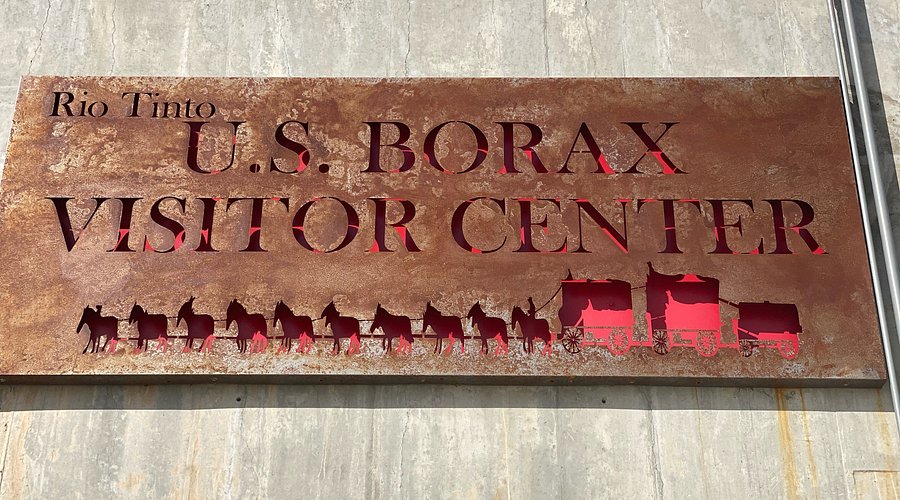 Rio Tinto
U.S. BORAX
VISITOR CENTER